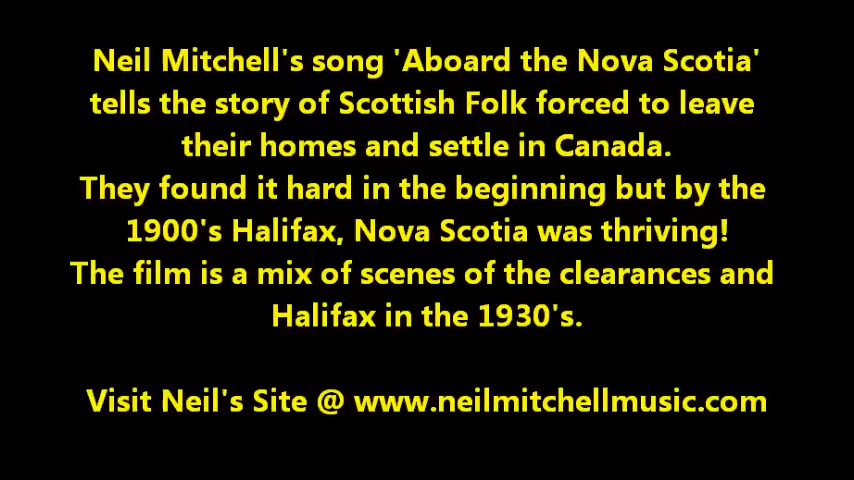 Neil Mitchell's song 'Aboard the Nova Scotia'
tells the story of Scottish Folk forced to leave
their homes and settle in Canada.
They found it hard in the beginning but by the
1900's Halifax, Nova Scotia was thriving!
The film is a mix of scenes of the clearances and
Halifax in the 1930's.
Visit Neil's Site @ www.neilmitchellmusic.com